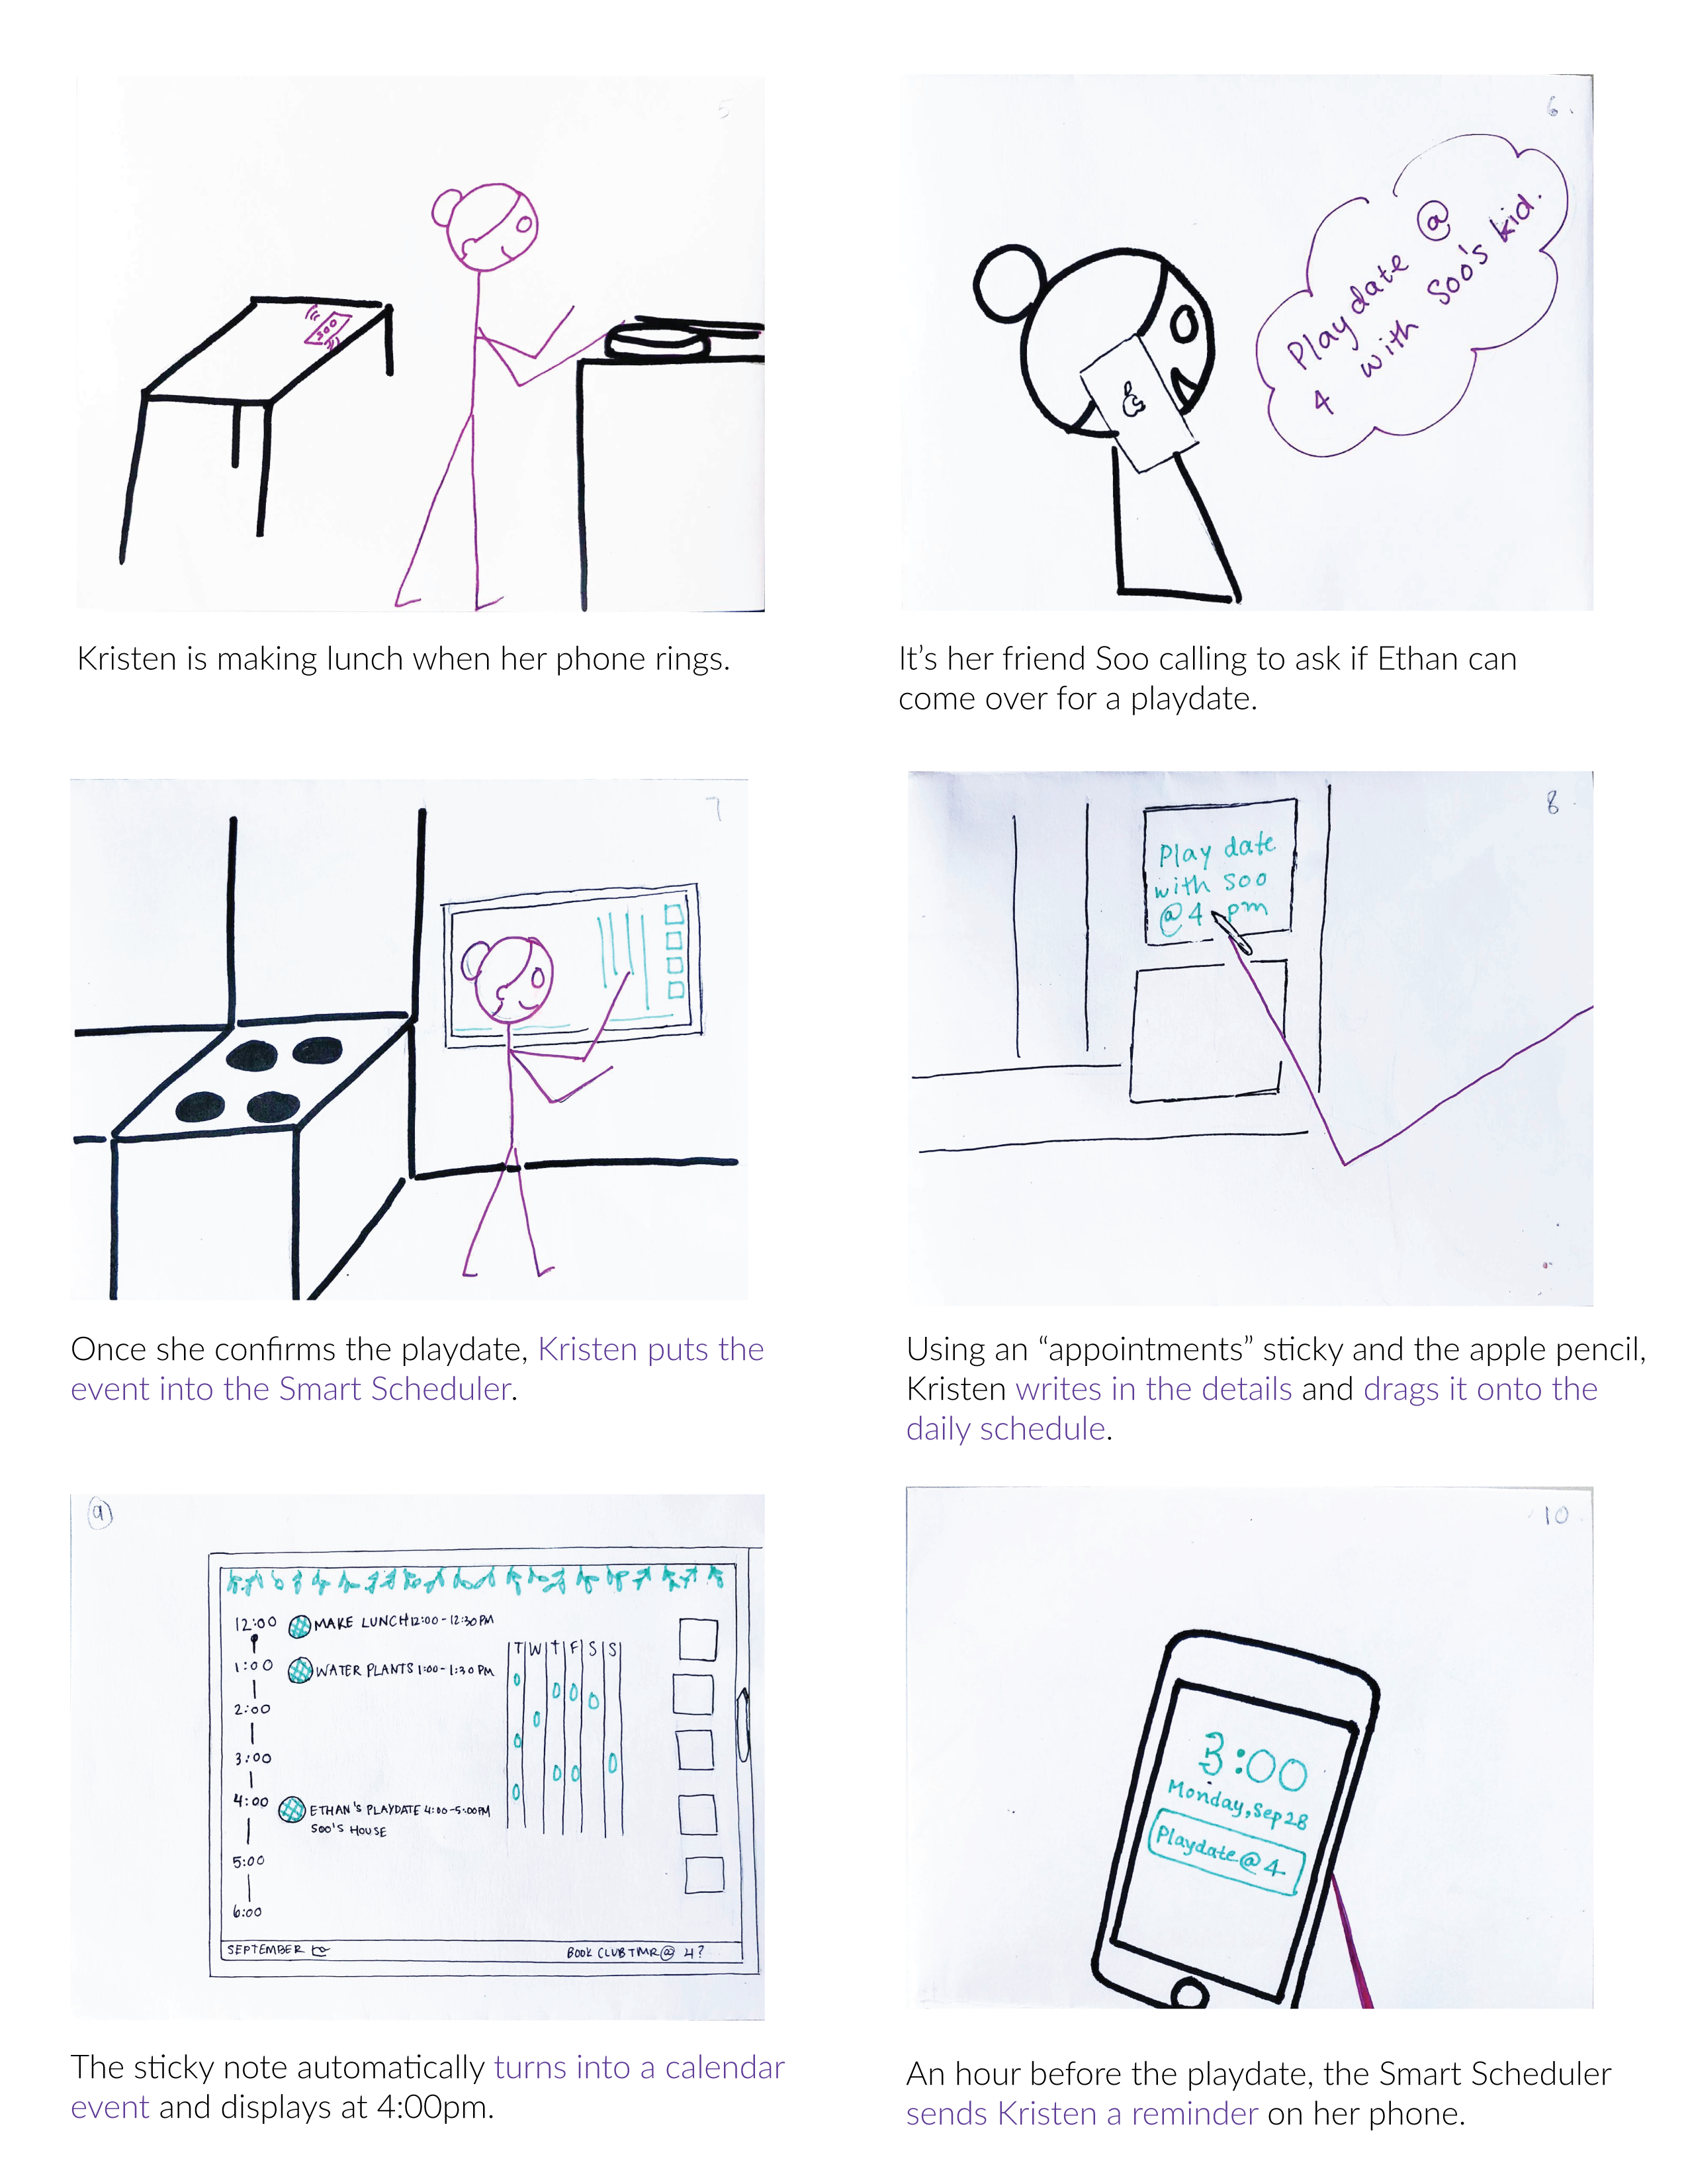 5
SOO
Kristen is making lunch when her phone rings.
6.
Playdate @
4 with Soo's kid.
It's her friend Soo calling to ask if Ethan can
come over for a playdate.
7
Once she confirms the playdate, Kristen puts the
event into the Smart Scheduler.
8.
Play date
with Soo
@ 4 pm
Using an “appointments” sticky and the apple pencil,
Kristen writes in the details and drags it onto the
daily schedule.
9
12:00 MAKE LUNCH 12:00-12:30 PM
T W T F S S
1:00 WATER PLANTS 1:00-1:30 PM
2:00
3:00
4:00 ETHAN'S PLAYDATE 4:00-5:00PM
SOO'S HOUSE
5:00
6:00
SEPTEMBER BOOK CLUB TMR @ 4?
The sticky note automatically turns into a calendar
event and displays at 4:00pm.
10.
3:00
Monday, Sep 28
Playdate @ 4
An hour before the playdate, the Smart Scheduler
sends Kristen a reminder on her phone.